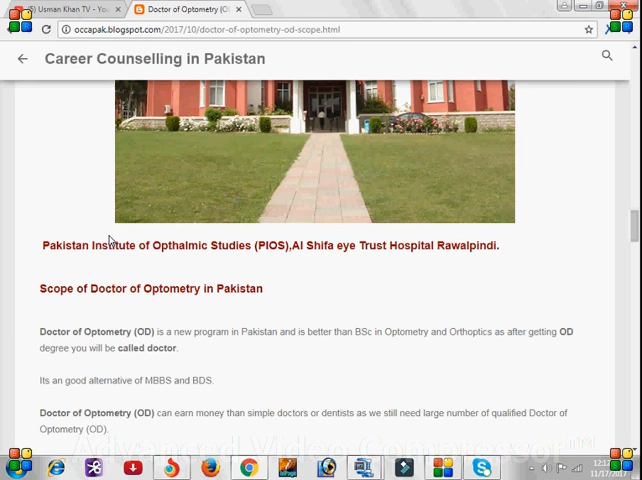 (5) Usman Khan TV - You
Doctor of Optometry (OD
occapak.blogspot.com/2017/10/doctor-of-optometry-od-scope.html
Career Counselling in Pakistan
Pakistan Institute of Opthalmic Studies (PIOS),Al Shifa eye Trust Hospital Rawalpindi.
Scope of Doctor of Optometry in Pakistan
Doctor of Optometry (OD) is a new program in Pakistan and is better than BSc in Optometry and Orthoptics as after getting OD
degree you will be called doctor.
Its an good alternative of MBBS and BDS.
Doctor of Optometry (OD) can earn money than simple doctors or dentists as we still need large number of qualified Doctor of
Optometry (OD).
Advanced Video Compressor
11/17/2017